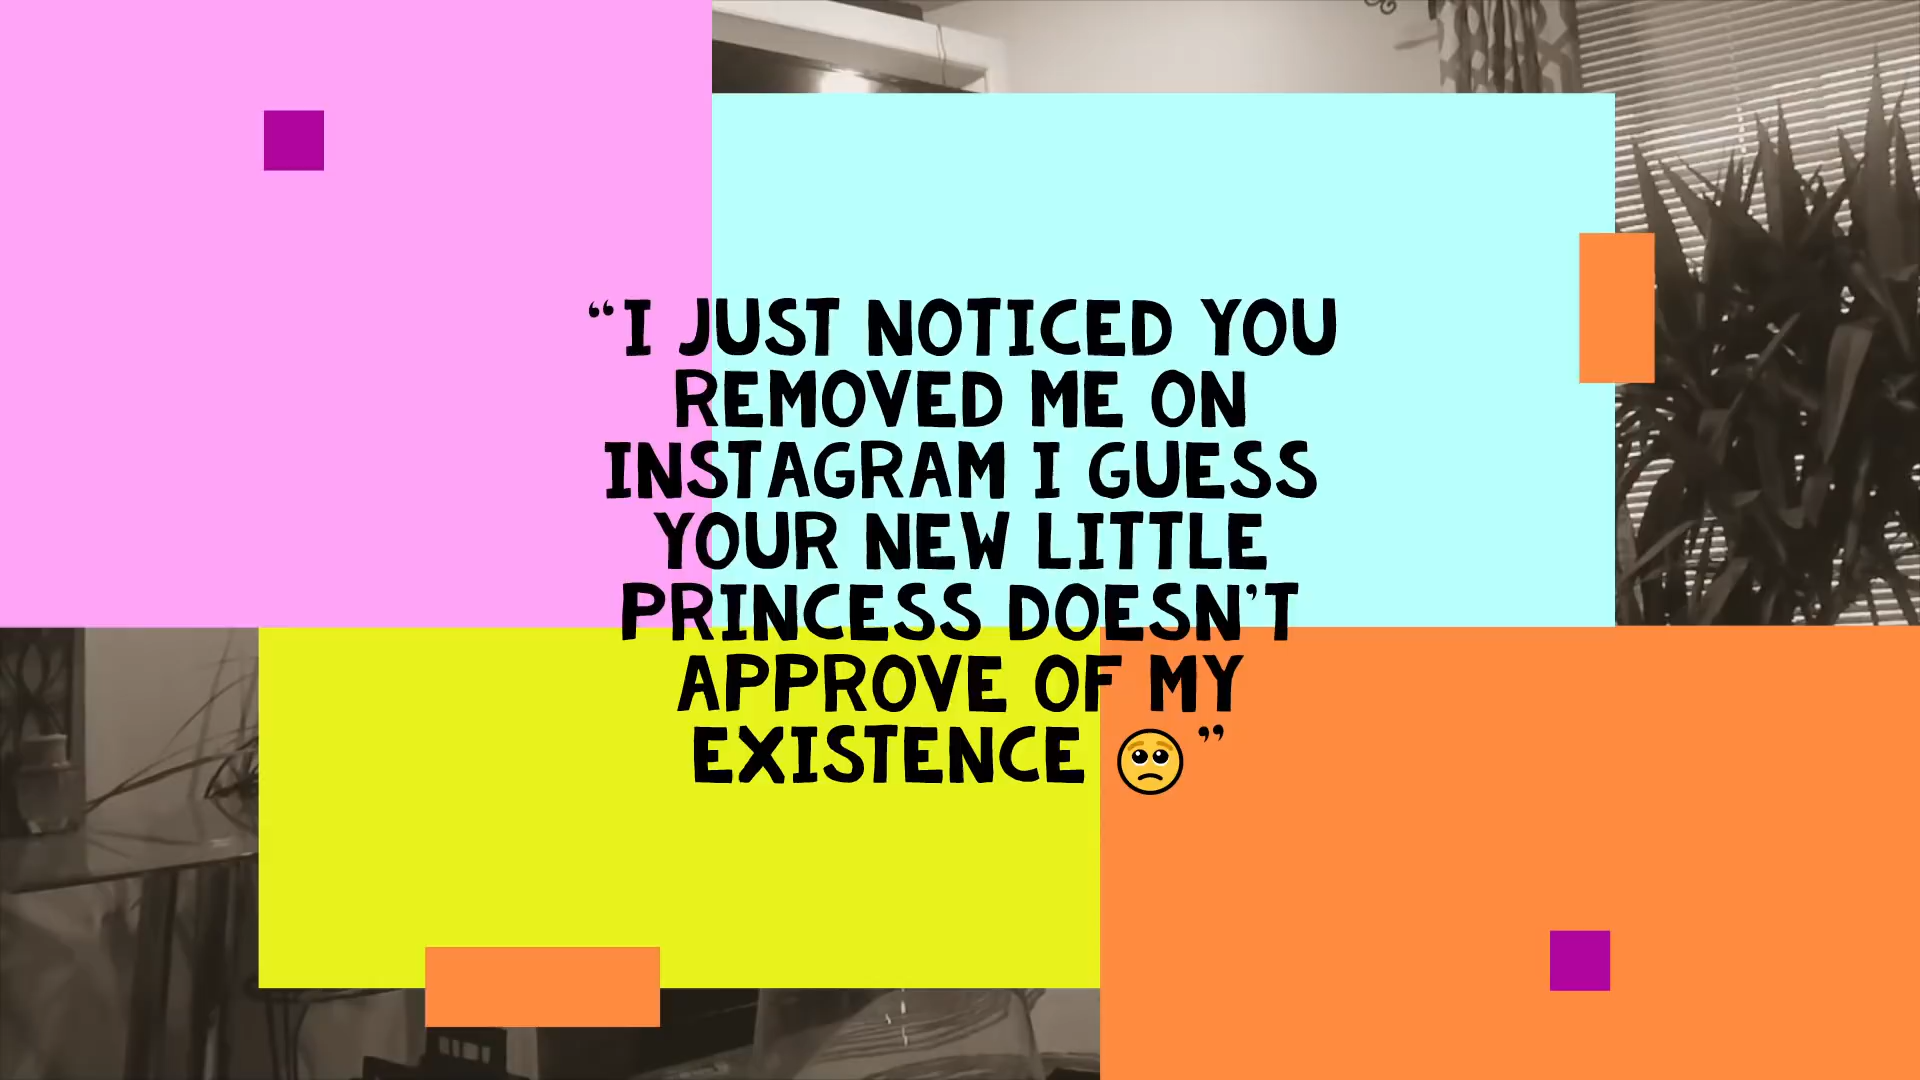 “I JUST NOTICED YOU
REMOVED ME ON
INSTAGRAM I GUESS
YOUR NEW LITTLE
PRINCESS DOESN’T
APPROVE OF MY
EXISTENCE 🥺”